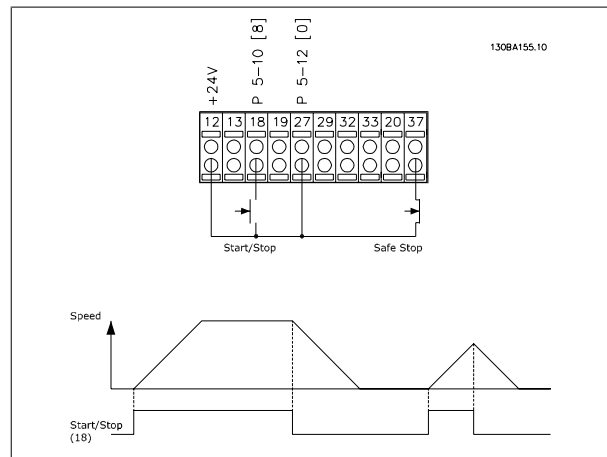 130BA155.10
+24V
P 5-10 [8]
P 5-12 [0]
12 13 18 19 27 29 32 33 20 37
Start/Stop
Safe Stop
Speed
Start/Stop
(18)